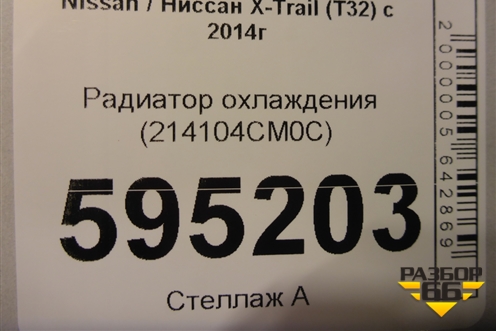 Nissan / Ниссан X-Trail (T32) с
2014г
Радиатор охлаждения
(214104CM0C)
595203
Стеллаж А
2000005642869
РАЗБОР
66